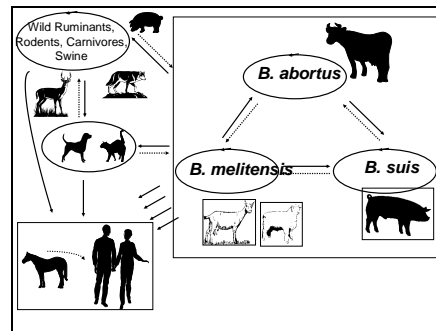 Wild Ruminants,
Rodents, Carnivores,
Swine
B. abortus
B. melitensis
B. suis